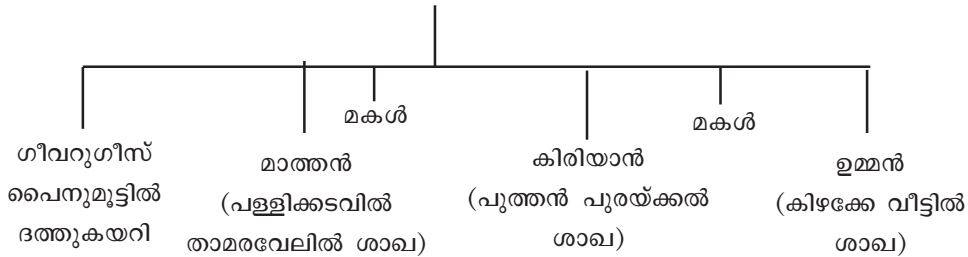 മകൾ
മകൾ
ഗീവറുഗീസ്
പൈനുമൂട്ടിൽ
ദത്തുകയറി
മാത്തൻ
(പള്ളിക്കടവിൽ
താമരവേലിൽ ശാഖ)
കിരിയാൻ
(പുത്തൻ പുരയ്ക്കൽ
ശാഖ)
ഉമ്മൻ
(കിഴക്കേ വീട്ടിൽ
ശാഖ)